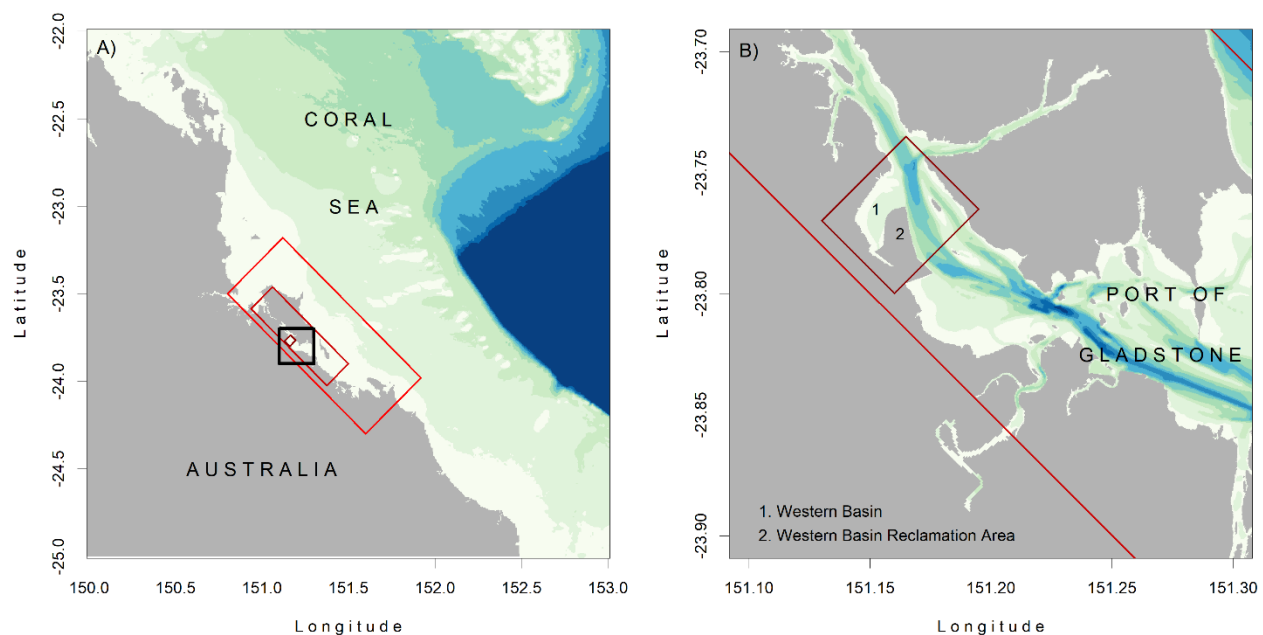 A)
CORAL
SEA
AUSTRALIA
-22.0
-22.5
-23.0
-23.5
-24.0
-24.5
-25.0
Latitude
150.0 150.5 151.0 151.5 152.0 152.5 153.0
Longitude
B)
1
2
PORT OF
GLADSTONE
1. Western Basin
2. Western Basin Reclamation Area
-23.70
-23.75
-23.80
-23.85
-23.90
Latitude
151.10 151.15 151.20 151.25 151.30
Longitude